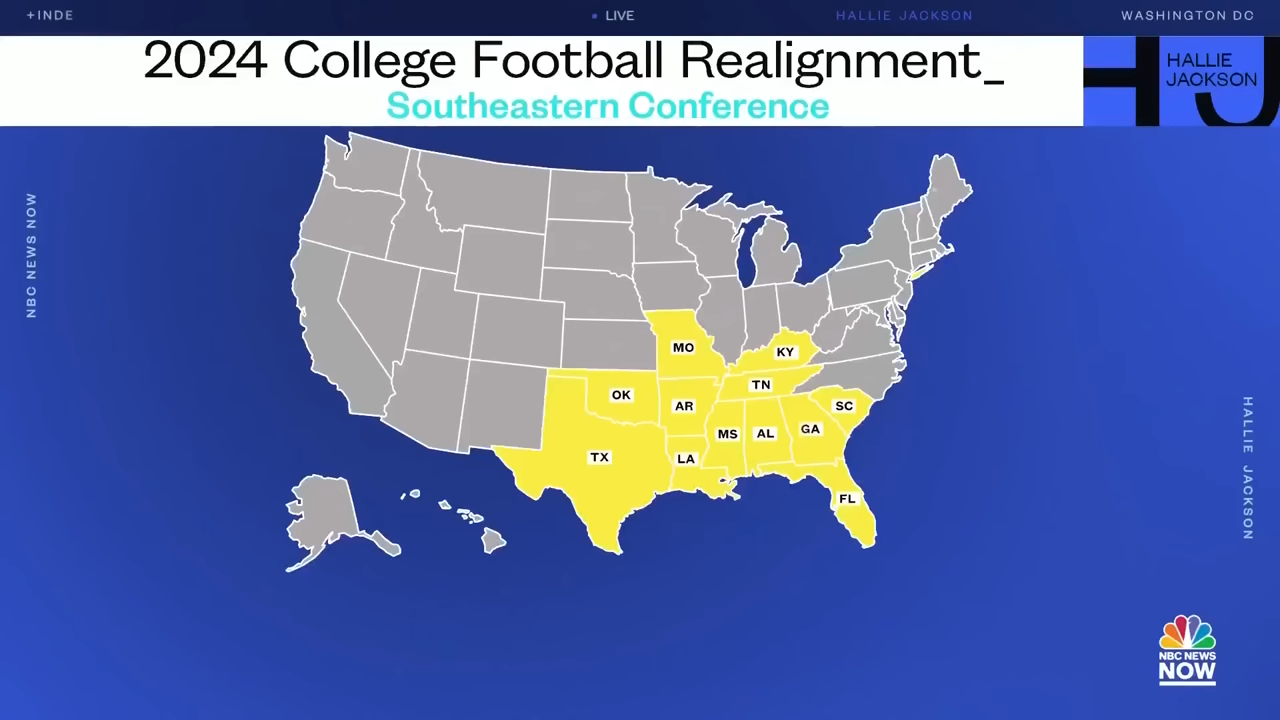 +INDE
LIVE
HALLIE JACKSON
WASHINGTON DC
2024 College Football Realignment_
Southeastern Conference
HJ
HALLIE
JACKSON
NBC NEWS NOW
MO
KY
OK
TN
AR
SC
MS
AL
GA
TX
LA
FL
HALLIE JACKSON
NBC NEWS
NOW